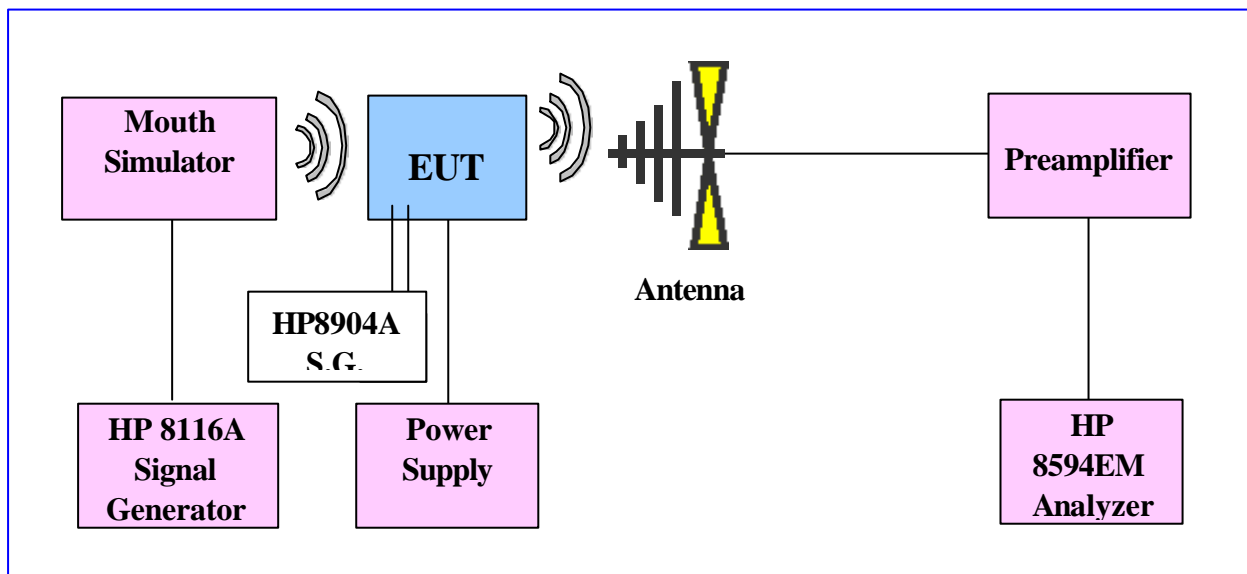 Mouth
Simulator
EUT
Preamplifier
Antenna
HP8904A
S.G.
HP 8116A
Signal
Generator
Power
Supply
HP
8594EM
Analyzer